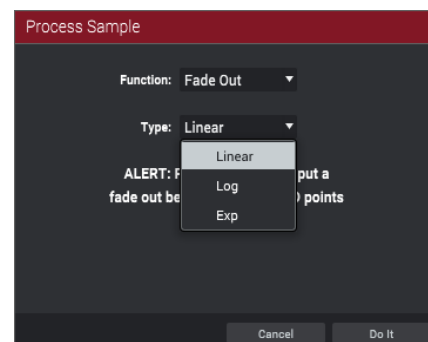 Process Sample
Function: Fade Out
Type: Linear
Linear
ALERT: put a
Log
fade out points
Exp
Cancel Do It